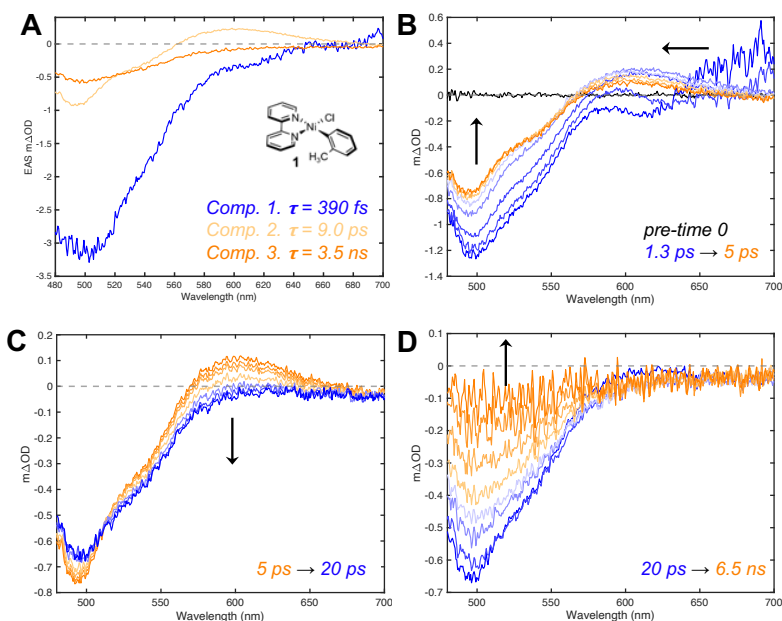 A
0
-0.5
-1
-1.5
-2
-2.5
-3
-3.5
EAS m∆OD
480 500 520 540 560 580 600 620 640 660 680 700
Wavelength (nm)
N
N
Ni
Cl
H₃C
1
Comp. 1. τ = 390 fs
Comp. 2. τ = 9.0 ps
Comp. 3. τ = 3.5 ns
B
0.6
0.4
0.2
0
-0.2
-0.4
-0.6
-0.8
-1
-1.2
-1.4
m∆OD
500 550 600 650 700
Wavelength (nm)
pre-time 0
1.3 ps → 5 ps
C
0.2
0.1
0
-0.1
-0.2
-0.3
-0.4
-0.5
-0.6
-0.7
-0.8
m∆OD
500 550 600 650 700
Wavelength (nm)
5 ps → 20 ps
D
0.1
0
-0.1
-0.2
-0.3
-0.4
-0.5
-0.6
-0.7
m∆OD
500 550 600 650 700
Wavelength (nm)
20 ps → 6.5 ns